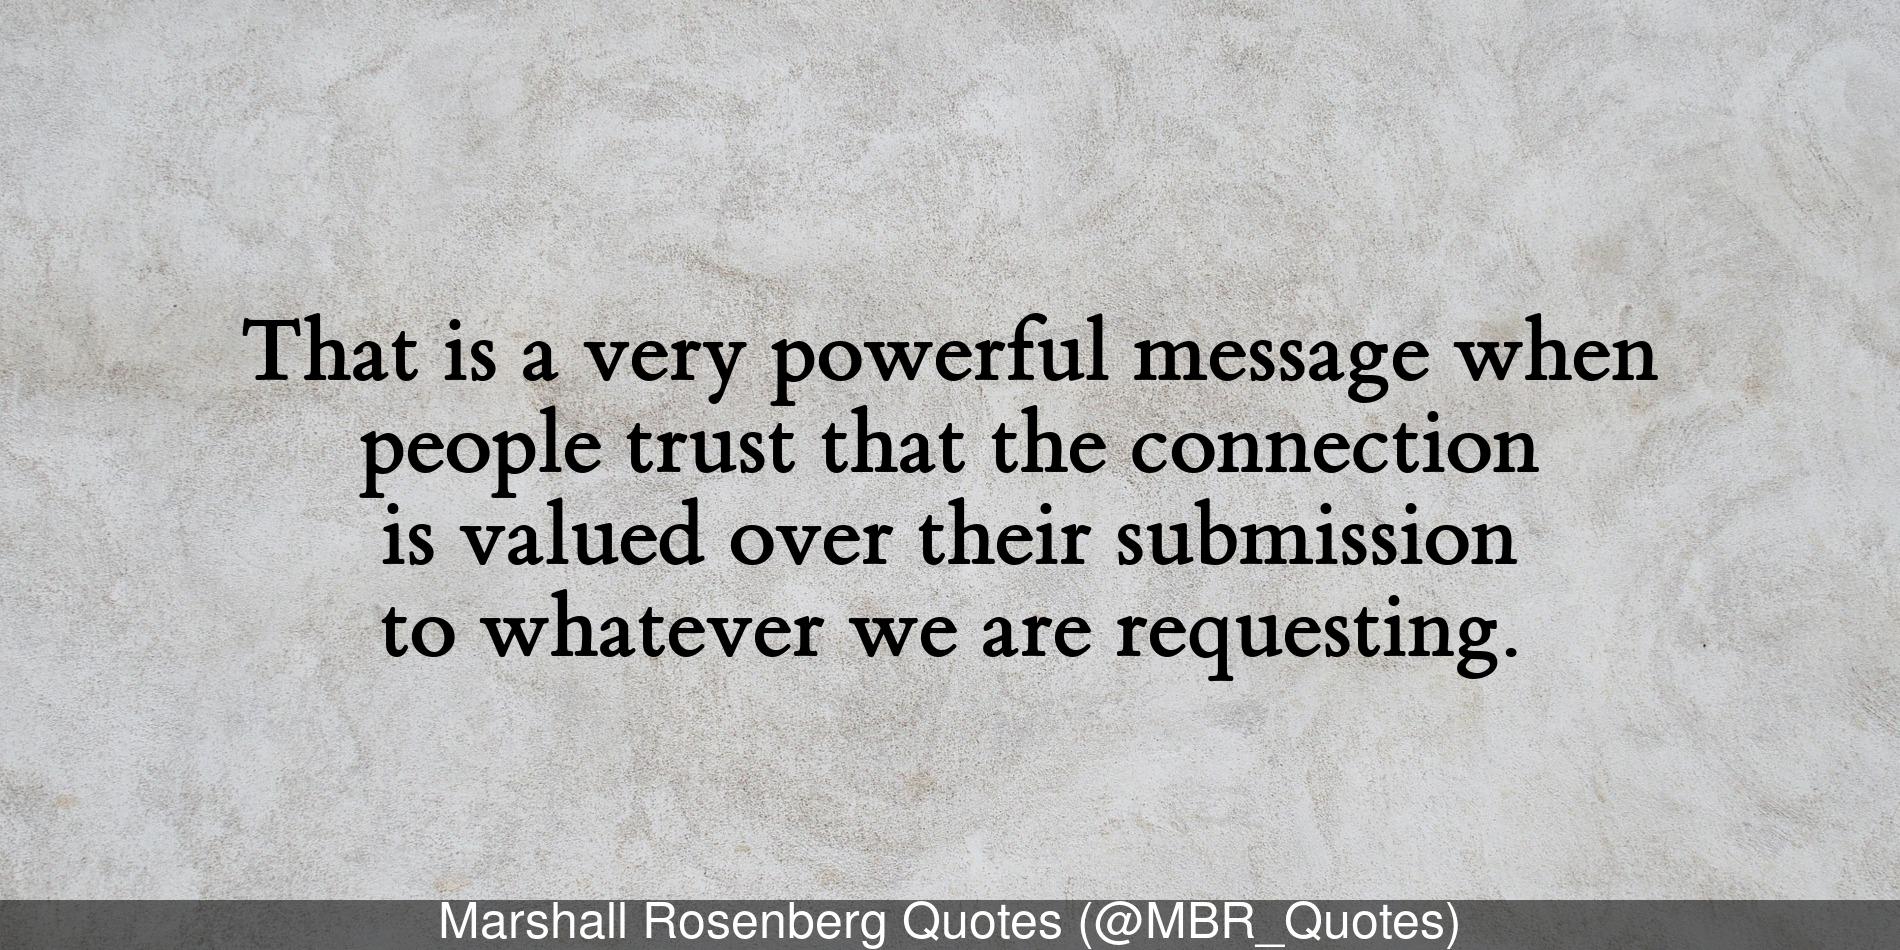 That is a very powerful message when
people trust that the connection
is valued over their submission
to whatever we are requesting.
Marshall Rosenberg Quotes (@MBR_Quotes)